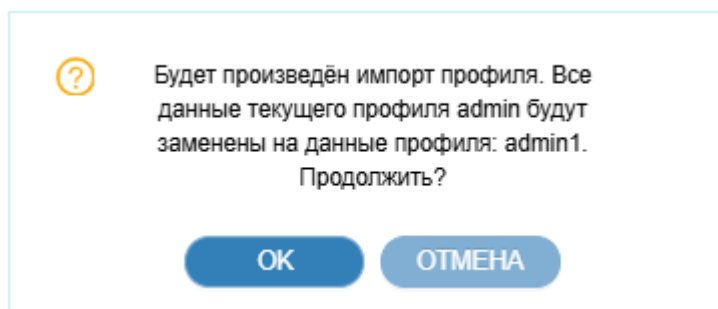 Будет произведён импорт профиля. Все
данные текущего профиля admin будут
заменены на данные профиля: admin1.
Продолжить?
OK ОТМЕНА